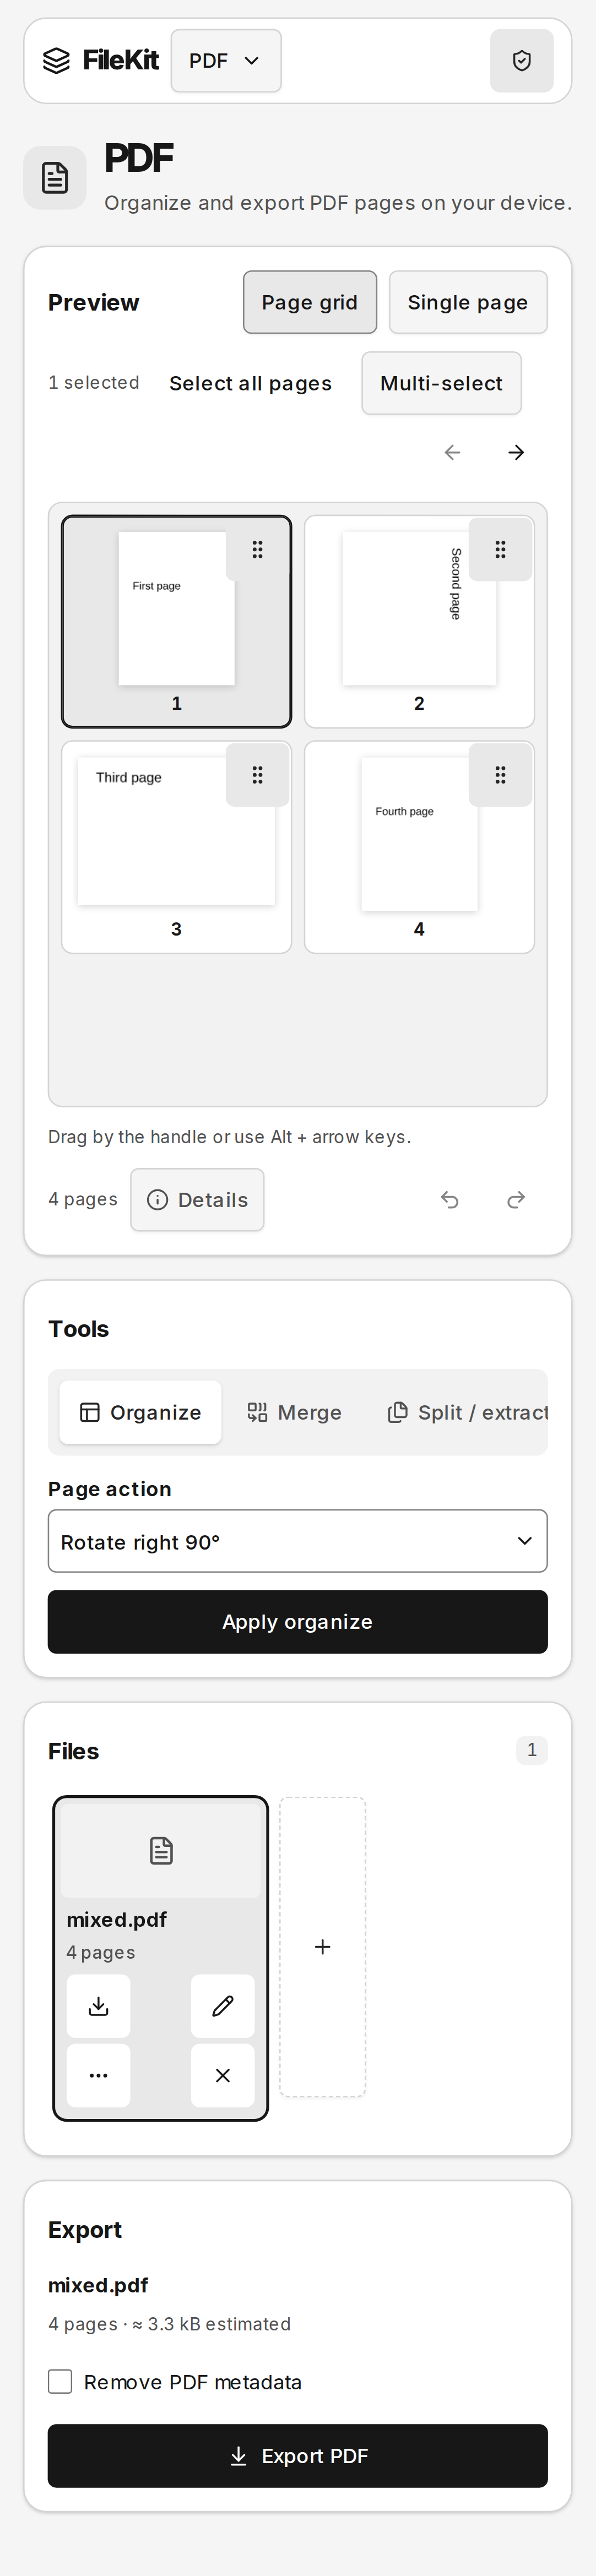 FileKit PDF
PDF
Organize and export PDF pages on your device.
Preview Page grid Single page
1 selected Select all pages Multi-select
First page
1
Second page
2
Third page
3
Fourth page
4
Drag by the handle or use Alt + arrow keys.
4 pages Details
Tools
Organize Merge Split / extract
Page action
Rotate right 90°
Apply organize
Files 1
mixed.pdf
4 pages
Export
mixed.pdf
4 pages · ≈ 3.3 kB estimated
Remove PDF metadata
Export PDF